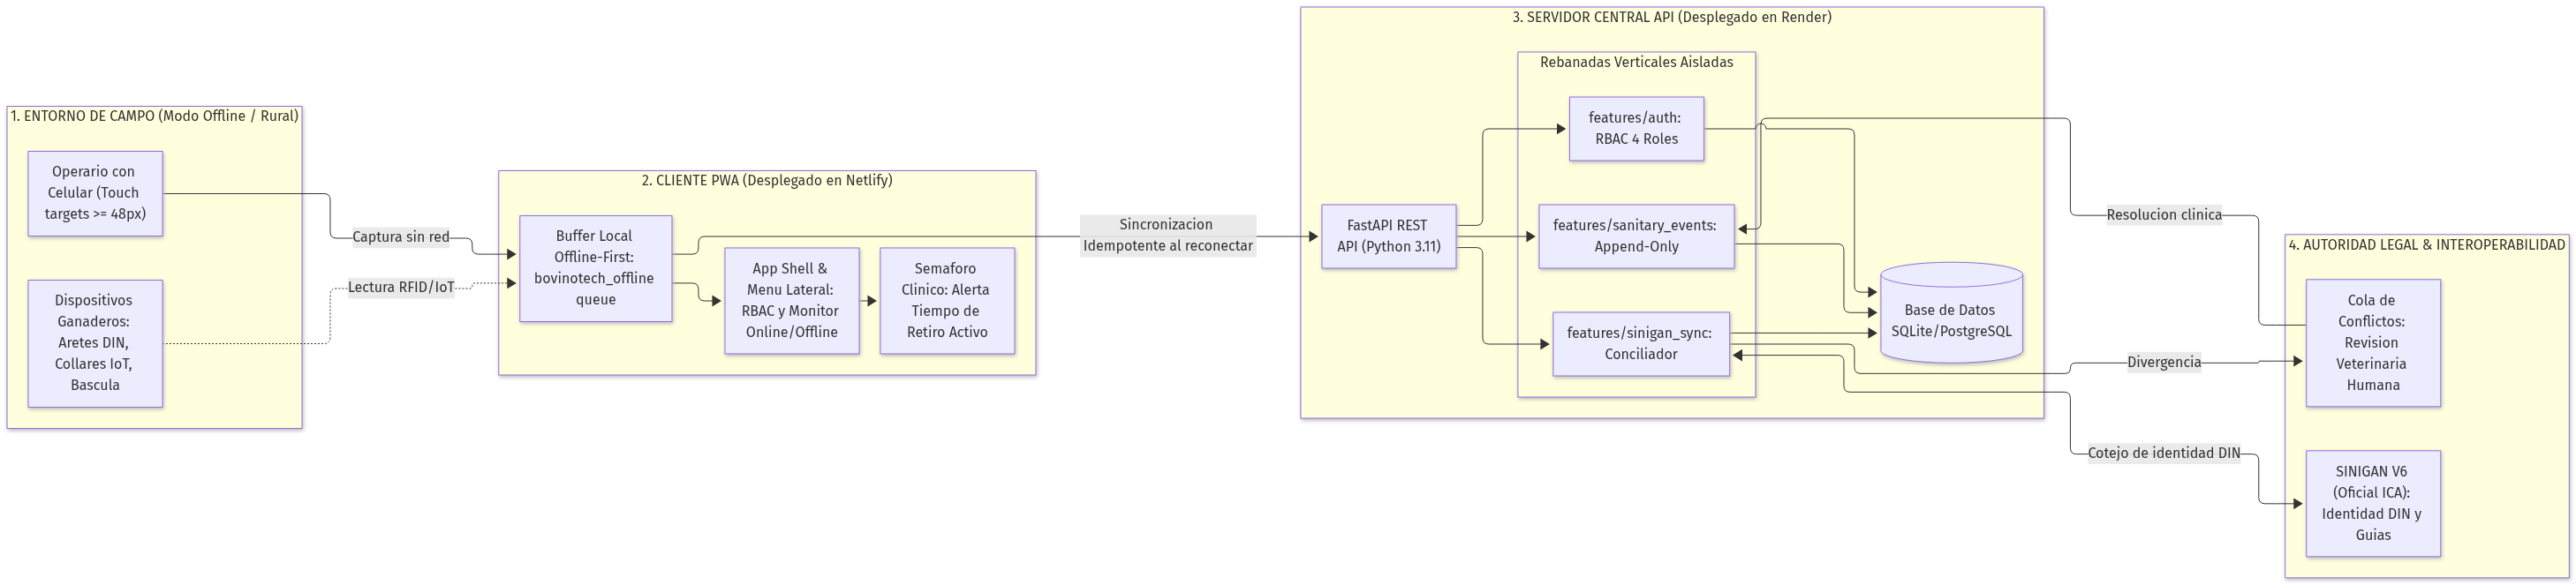 1. ENTORNO DE CAMPO (Modo Offline / Rural)
Operario con
Celular (Touch
targets >= 48px)
Dispositivos
Ganaderos:
Aretes DIN,
Collares IoT,
Bascula
Captura sin red
Lectura RFID/IoT
2. CLIENTE PWA (Desplegado en Netlify)
Buffer Local
Offline-First:
bovinotech_offline
queue
App Shell &
Menu Lateral:
RBAC y Monitor
Online/Offline
Semaforo
Clinico: Alerta
Tiempo de
Retiro Activo
Sincronizacion
Idempotente al reconectar
3. SERVIDOR CENTRAL API (Desplegado en Render)
FastAPI REST
API (Python 3.11)
Rebanadas Verticales Aisladas
features/auth:
RBAC 4 Roles
features/sanitary_events:
Append-Only
features/sinigan_sync:
Conciliador
Base de Datos
SQLite/PostgreSQL
Resolucion clinica
Divergencia
Cotejo de identidad DIN
4. AUTORIDAD LEGAL & INTEROPERABILIDAD
Cola de
Conflictos:
Revision
Veterinaria
Humana
SINIGAN V6
(Oficial ICA):
Identidad DIN y
Guias